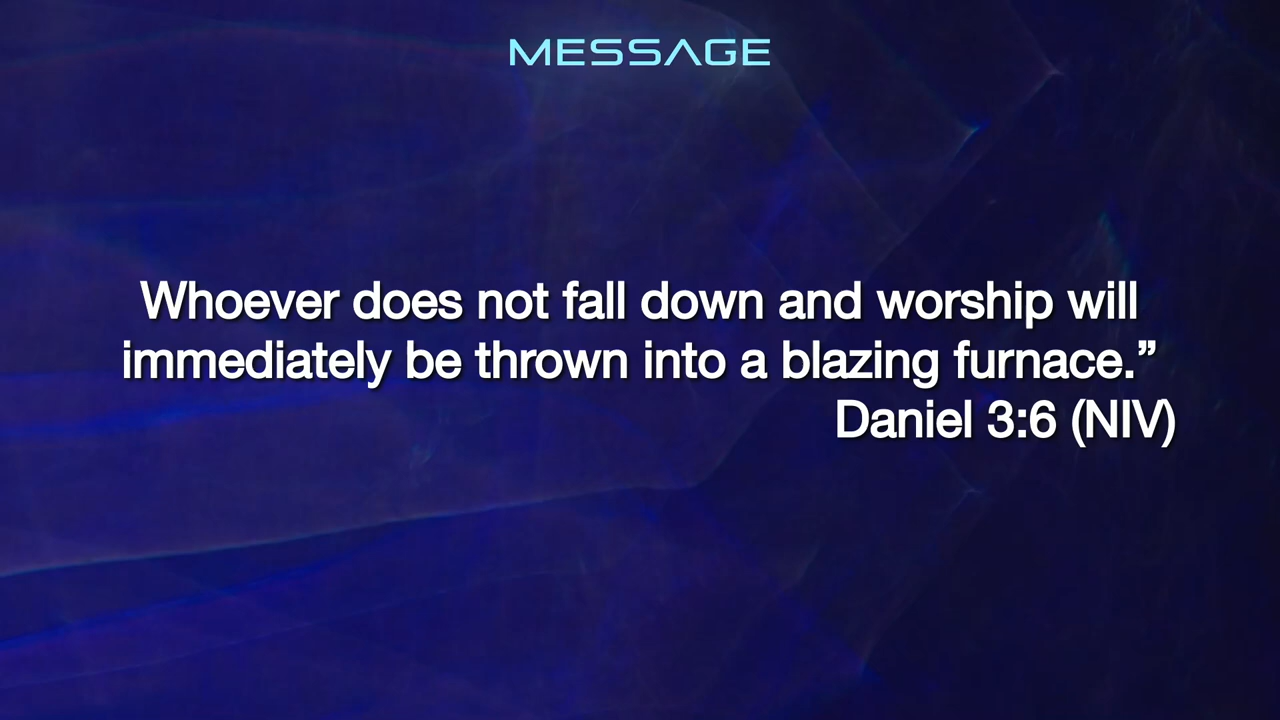 MESSAGE
Whoever does not fall down and worship will
immediately be thrown into a blazing furnace.”
Daniel 3:6 (NIV)